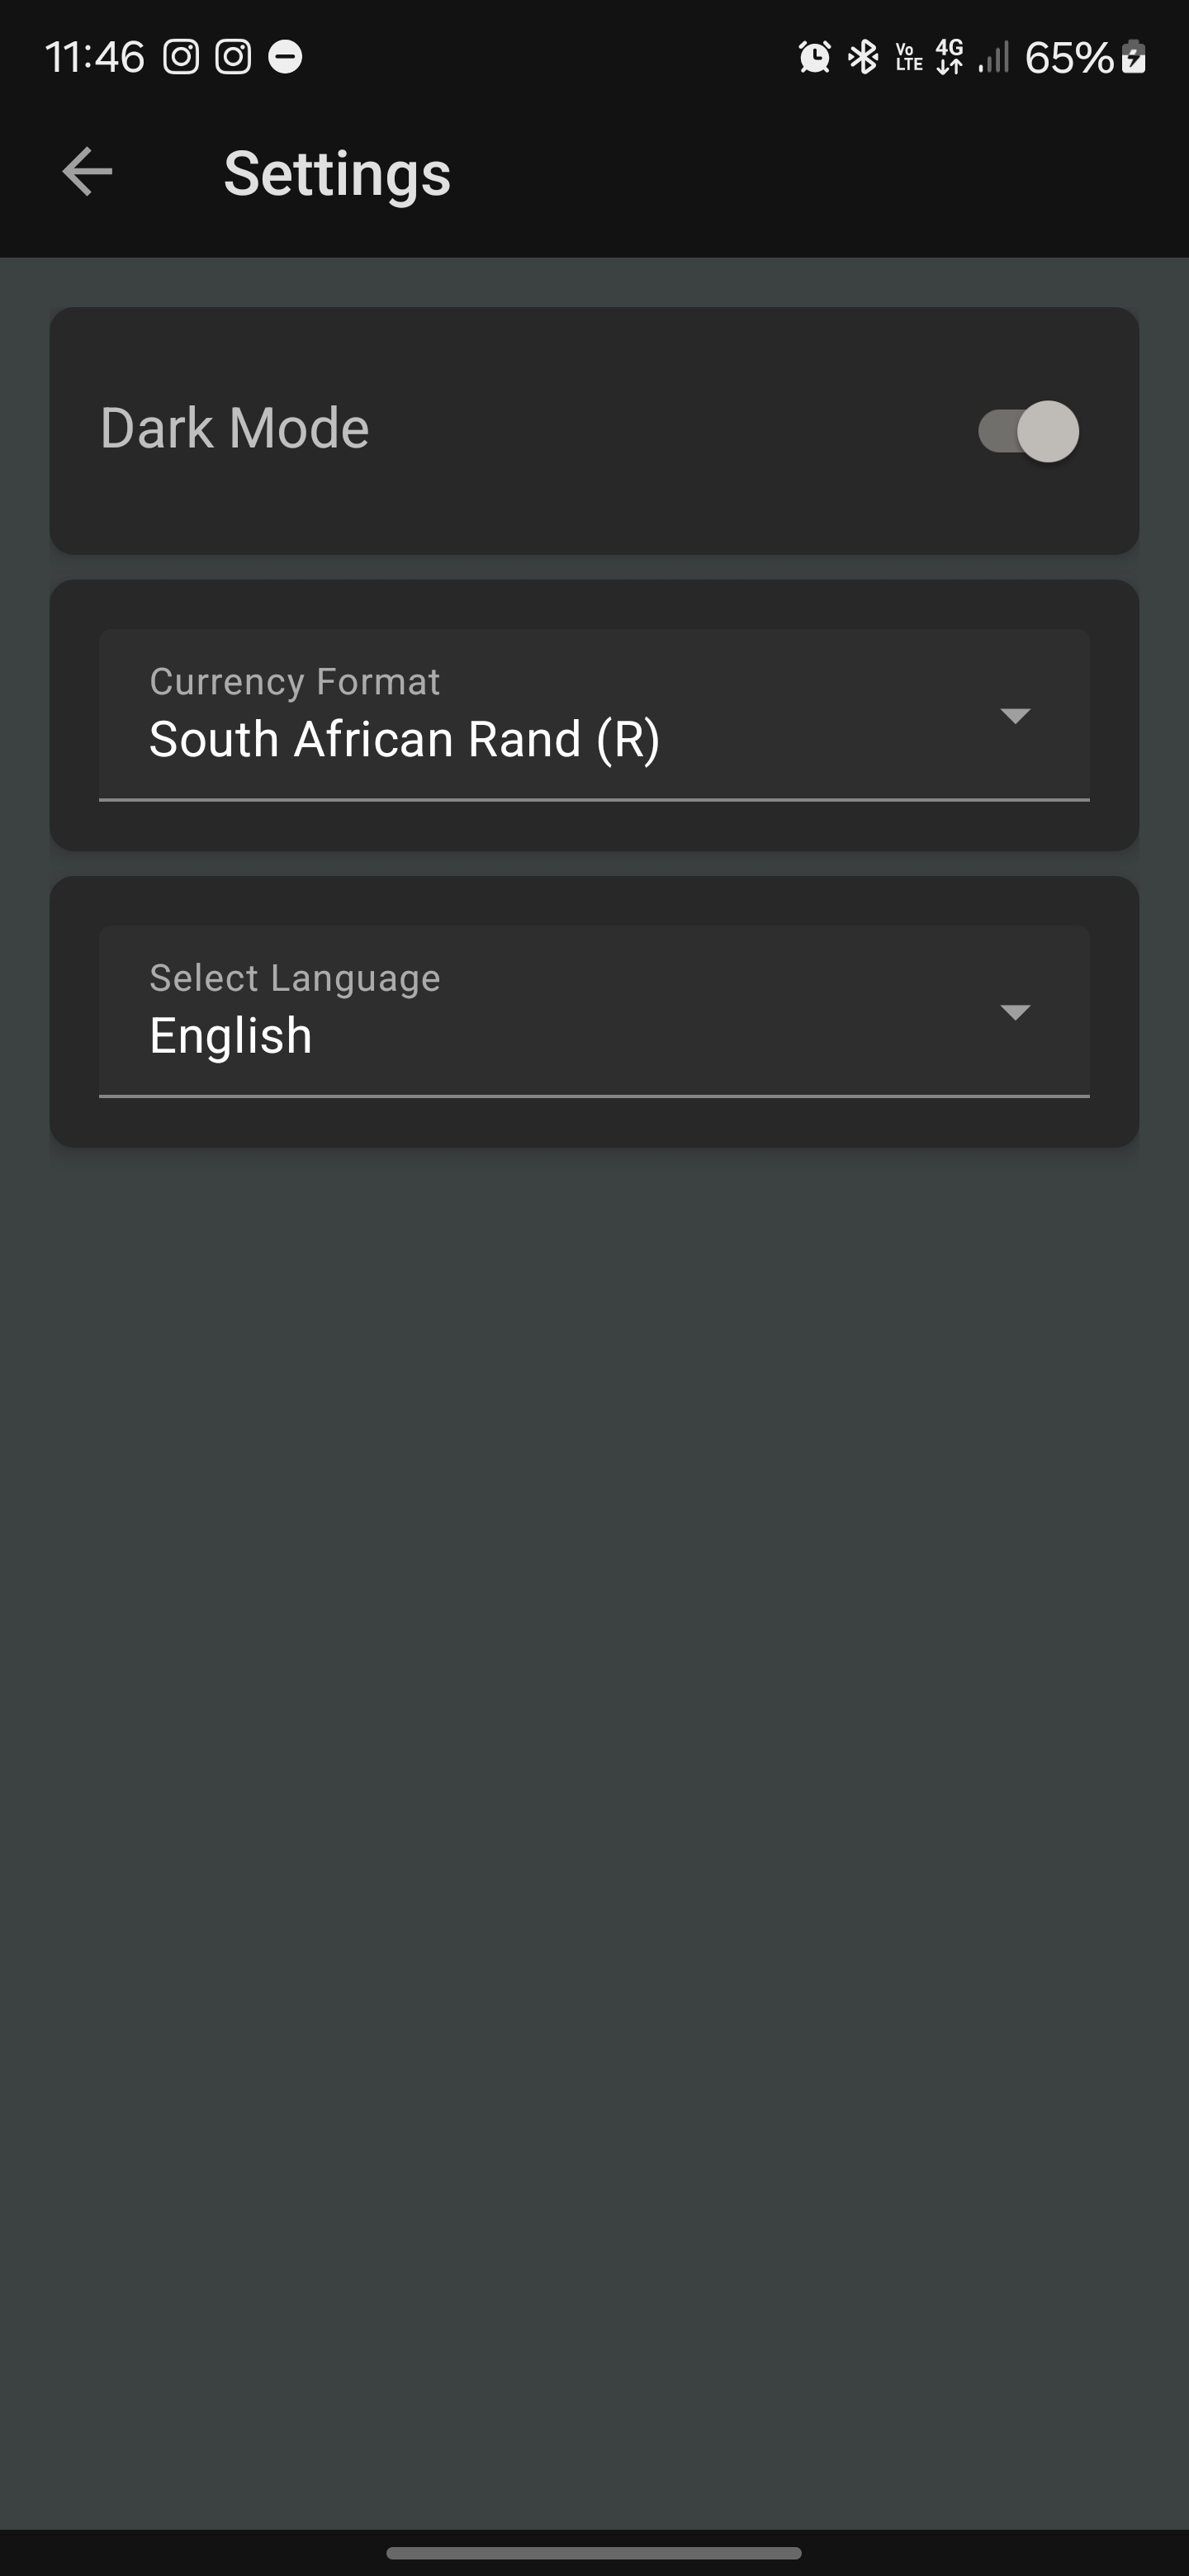 11:46 Vo LTE 4G 65%
Settings
Dark Mode
Currency Format
South African Rand (R)
Select Language
English